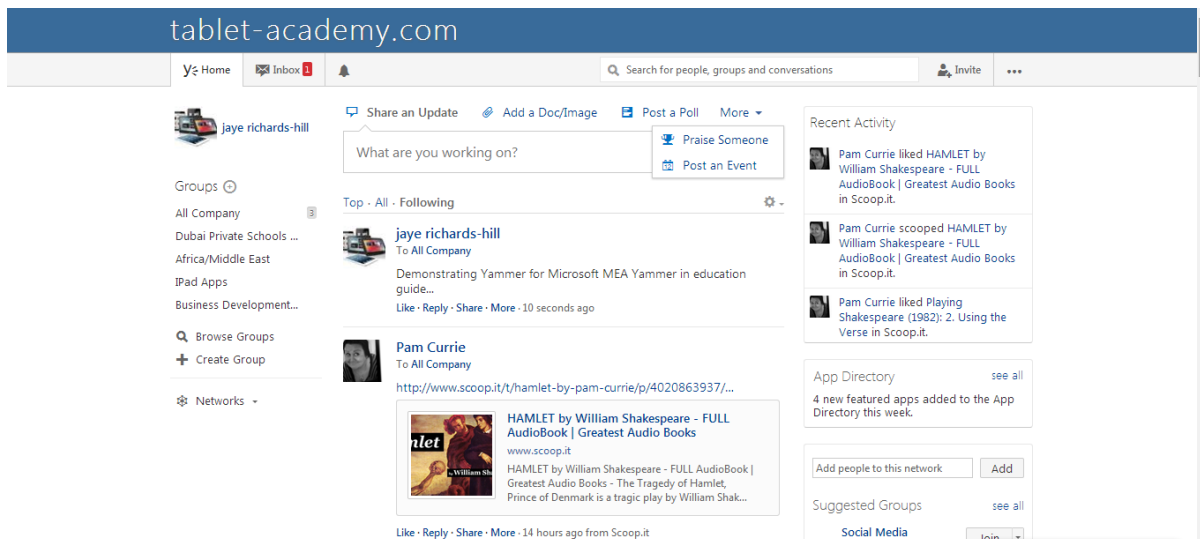 tablet-academy.com
Home
Inbox 1
Search for people, groups and conversations
Invite
jaye richards-hill
Groups
All Company 3
Dubai Private Schools ...
Africa/Middle East
IPad Apps
Business Development...
Browse Groups
Create Group
Networks
Share an Update
Add a Doc/Image
Post a Poll
More
What are you working on?
Praise Someone
Post an Event
Top · All · Following
jaye richards-hill
To All Company
Demonstrating Yammer for Microsoft MEA Yammer in education
guide...
Like · Reply · Share · More · 10 seconds ago
Pam Currie
To All Company
http://www.scoop.it/t/hamlet-by-pam-currie/p/4020863937/...
nlet
William Sh
HAMLET by William Shakespeare - FULL
AudioBook | Greatest Audio Books
www.scoop.it
HAMLET by William Shakespeare - FULL AudioBook |
Greatest Audio Books - The Tragedy of Hamlet,
Prince of Denmark is a tragic play by William Shak...
Like · Reply · Share · More · 14 hours ago from Scoop.it
Recent Activity
Pam Currie liked HAMLET by
William Shakespeare - FULL
AudioBook | Greatest Audio Books
in Scoop.it.
Pam Currie scooped HAMLET by
William Shakespeare - FULL
AudioBook | Greatest Audio Books
in Scoop.it.
Pam Currie liked Playing
Shakespeare (1982): 2. Using the
Verse in Scoop.it.
App Directory see all
4 new featured apps added to the App
Directory this week.
Add people to this network Add
Suggested Groups see all
Social Media Join